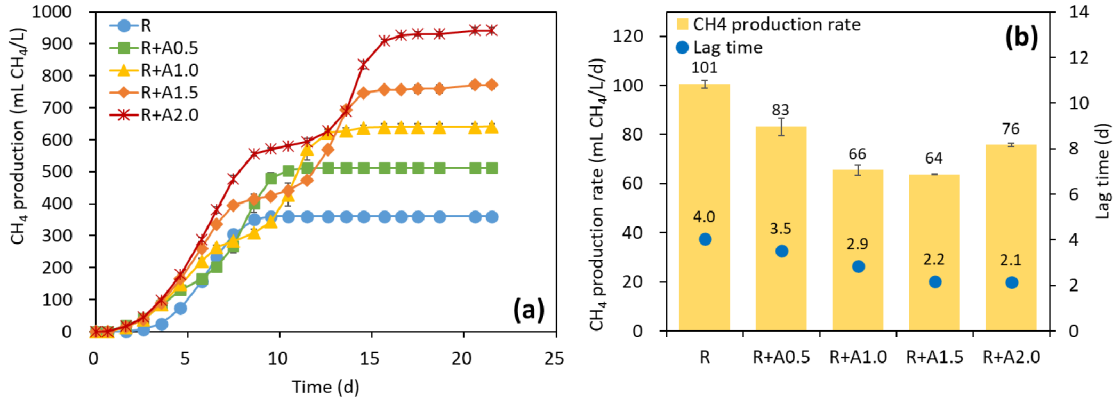 1000
900
800
700
600
500
400
300
200
100
0
CH₄ production (mL CH₄/L)
R
R+A0.5
R+A1.0
R+A1.5
R+A2.0
(a)
0 5 10 15 20 25
Time (d)
120
100
80
60
40
20
0
CH₄ production rate (mL CH₄/L/d)
CH4 production rate
Lag time
(b)
101
83
66
64
76
4.0
3.5
2.9
2.2
2.1
R R+A0.5 R+A1.0 R+A1.5 R+A2.0
14
12
10
8
6
4
2
0
Lag time (d)